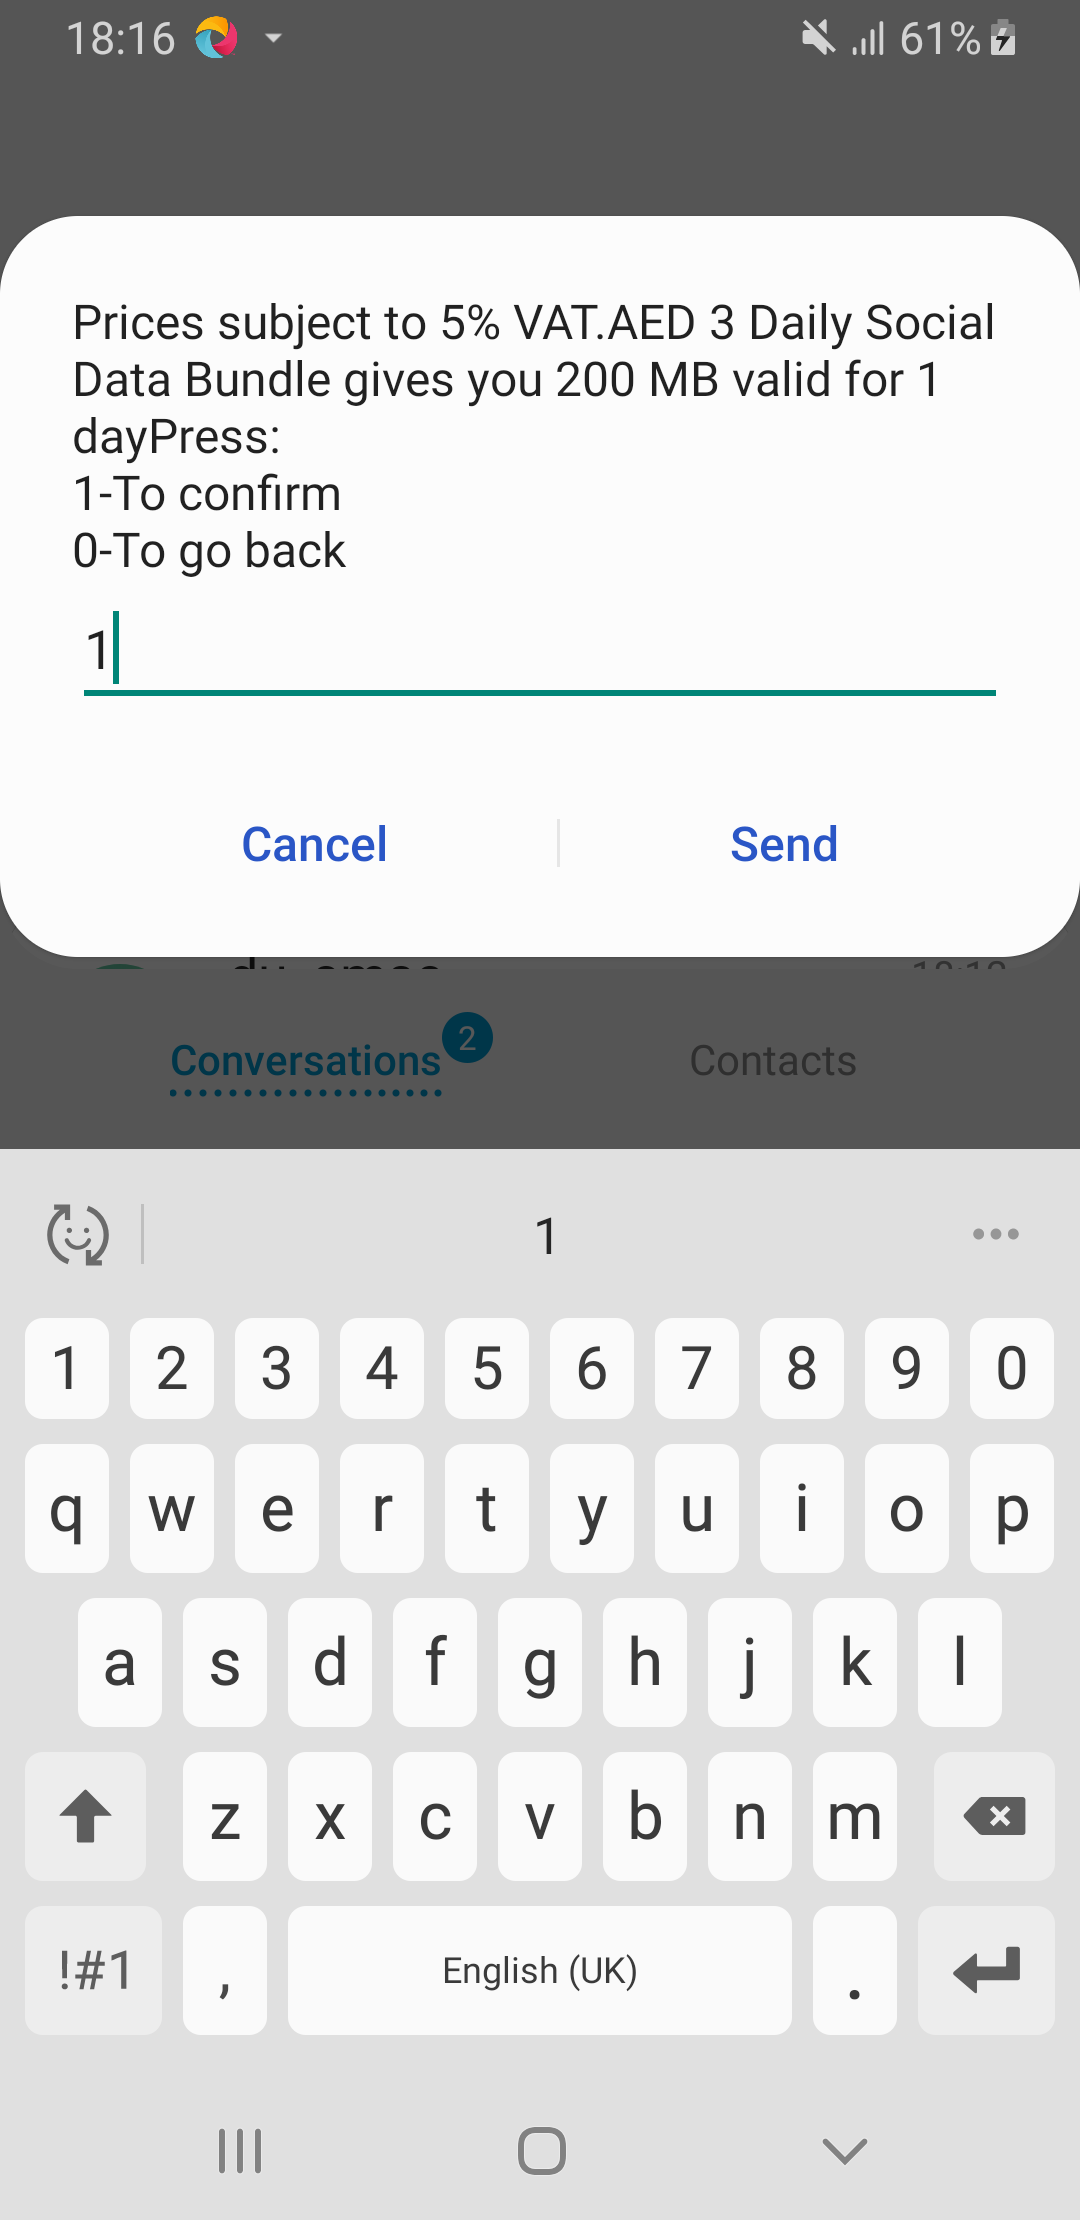 18:16
61%
Prices subject to 5% VAT.AED 3 Daily Social
Data Bundle gives you 200 MB valid for 1
dayPress:
1-To confirm
0-To go back
1
Cancel
Send
Conversations
2
Contacts
1
1 2 3 4 5 6 7 8 9 0
q w e r t y u i o p
a s d f g h j k l
z x c v b n m
!#1 , English (UK) .